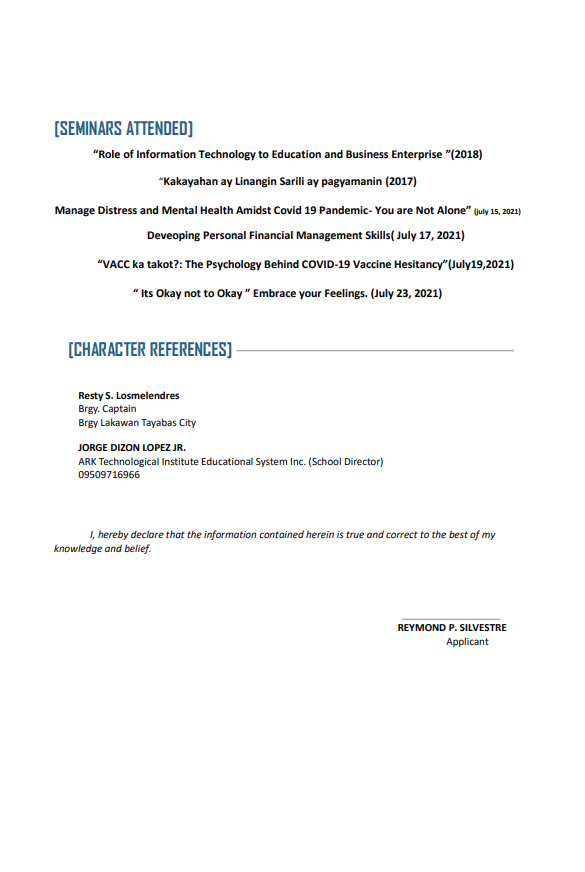 [SEMINARS ATTENDED]
“Role of Information Technology to Education and Business Enterprise ”(2018)
“Kakayahan ay Linangin Sarili ay pagyamanin (2017)
Manage Distress and Mental Health Amidst Covid 19 Pandemic- You are Not Alone” (july 15, 2021)
Deveoping Personal Financial Management Skills( July 17, 2021)
“VACC ka takot?: The Psychology Behind COVID-19 Vaccine Hesitancy”(July19,2021)
“ Its Okay not to Okay ” Embrace your Feelings. (July 23, 2021)
[CHARACTER REFERENCES]
Resty S. Losmelendres
Brgy. Captain
Brgy Lakawan Tayabas City
JORGE DIZON LOPEZ JR.
ARK Technological Institute Educational System Inc. (School Director)
09509716966
I, hereby declare that the information contained herein is true and correct to the best of my
knowledge and belief.
REYMOND P. SILVESTRE
Applicant